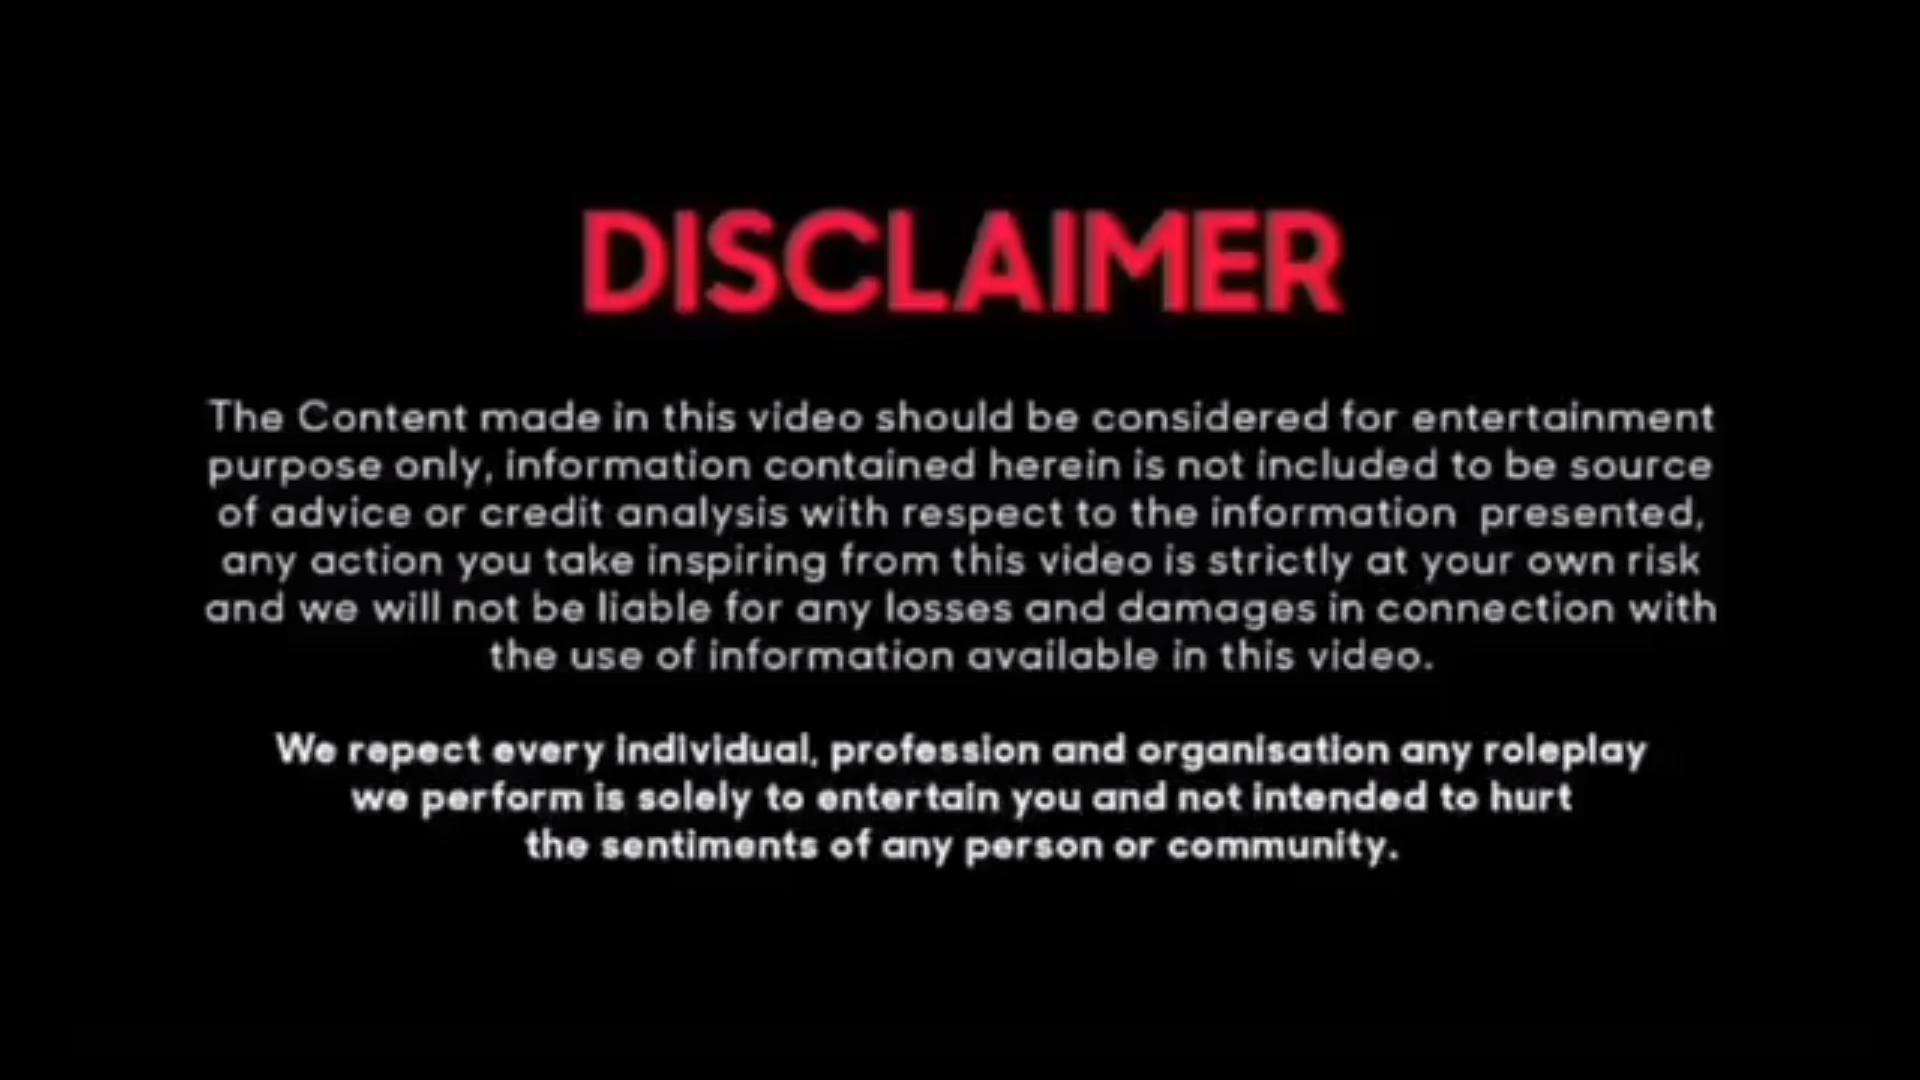 DISCLAIMER
The Content made in this video should be considered for entertainment
purpose only, information contained herein is not included to be source
of advice or credit analysis with respect to the information presented,
any action you take inspiring from this video is strictly at your own risk
and we will not be liable for any losses and damages in connection with
the use of information available in this video.
We repect every individual, profession and organisation any roleplay
we perform is solely to entertain you and not intended to hurt
the sentiments of any person or community.